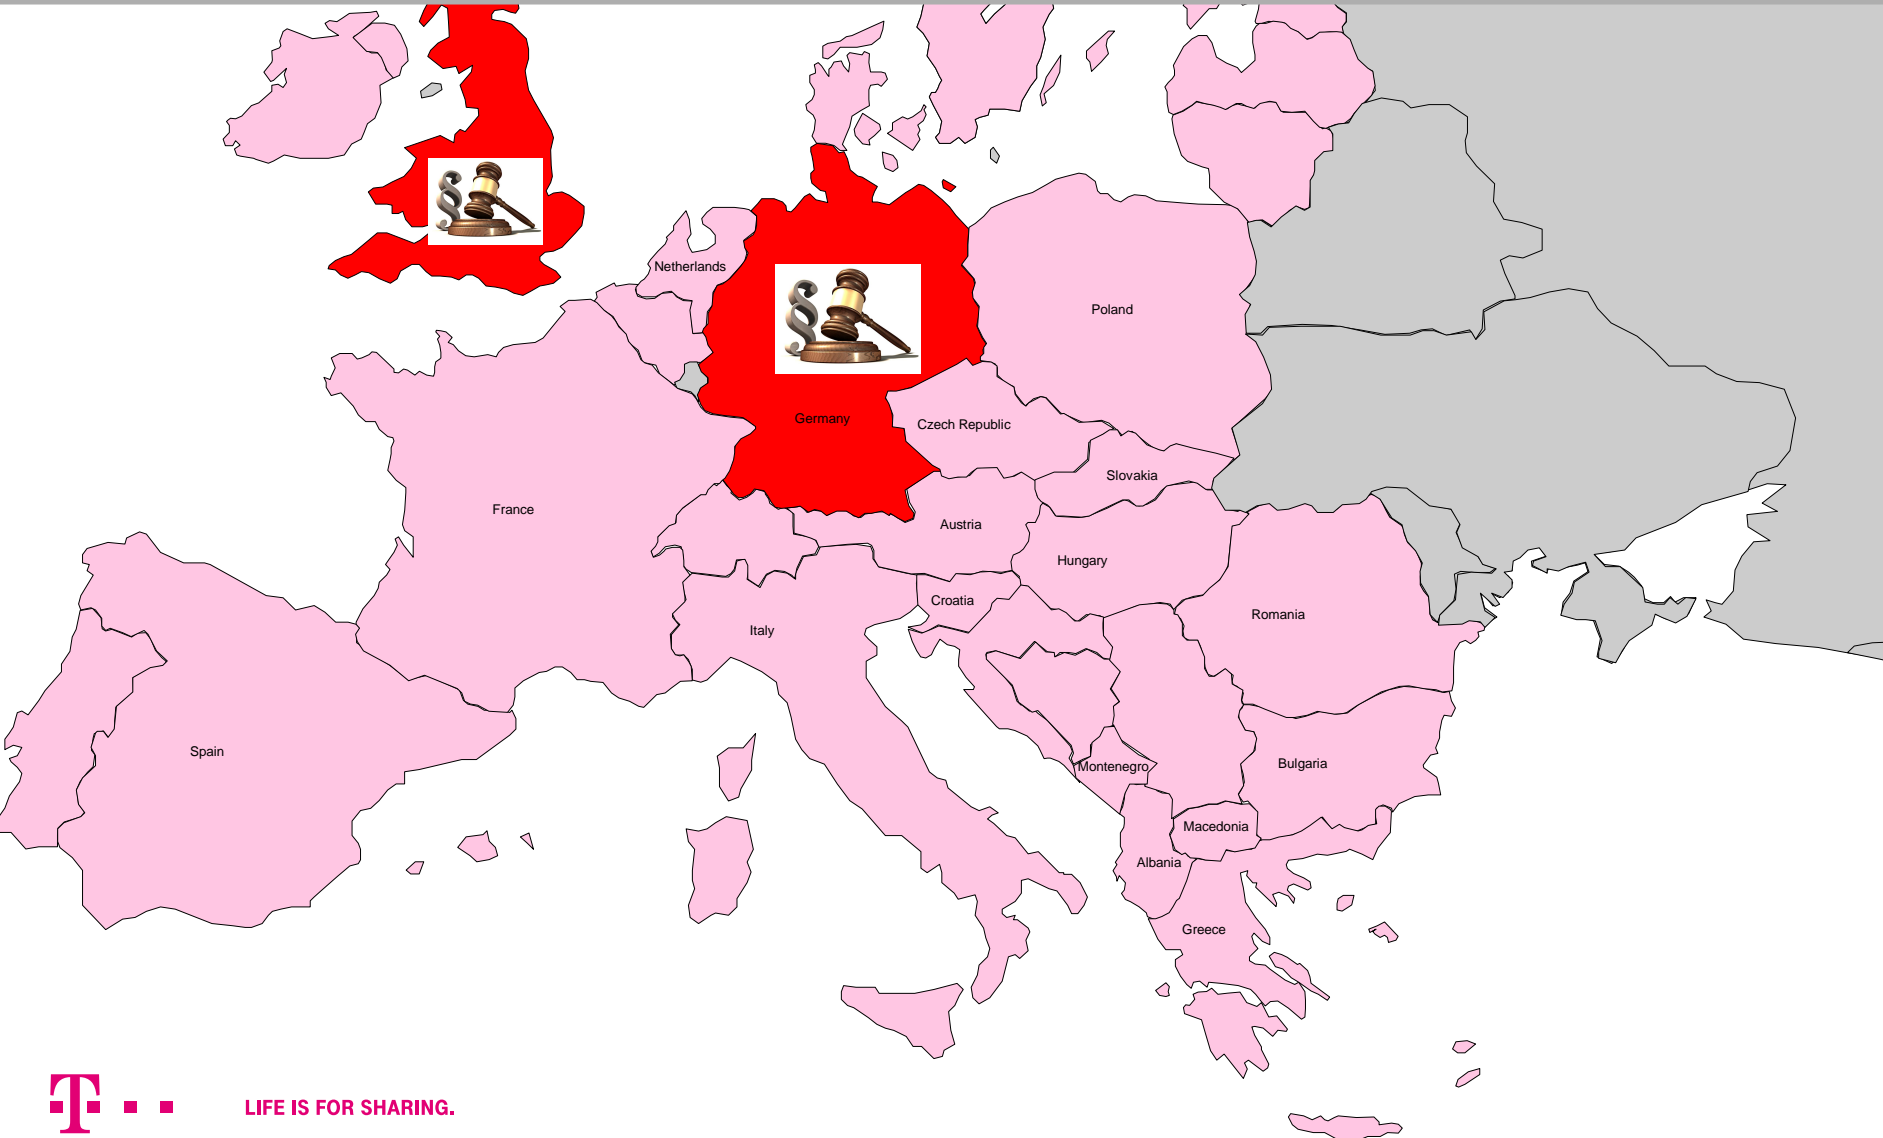 Netherlands
Poland
Germany
Czech Republic
Slovakia
France
Austria
Hungary
Croatia
Romania
Italy
Spain
Montenegro
Bulgaria
Macedonia
Albania
Greece
§
§
T
LIFE IS FOR SHARING.